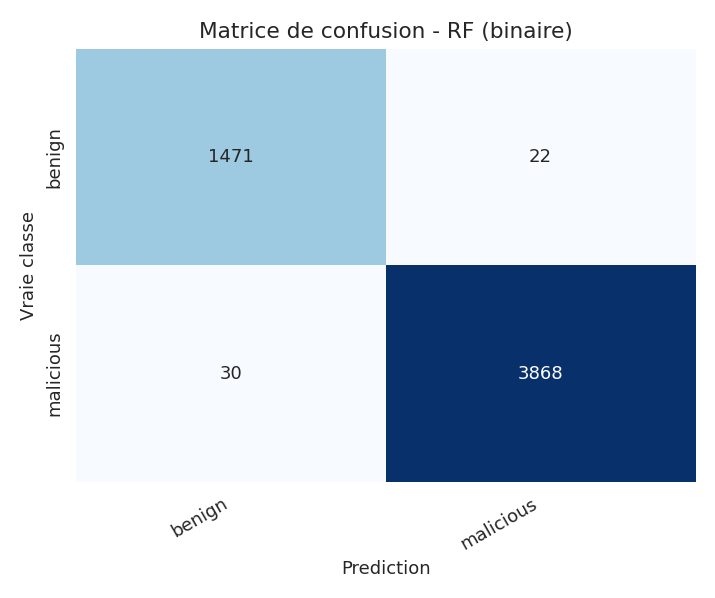 Matrice de confusion - RF (binaire)
Vraie classe
benign
1471
22
malicious
30
3868
benign
malicious
Prediction